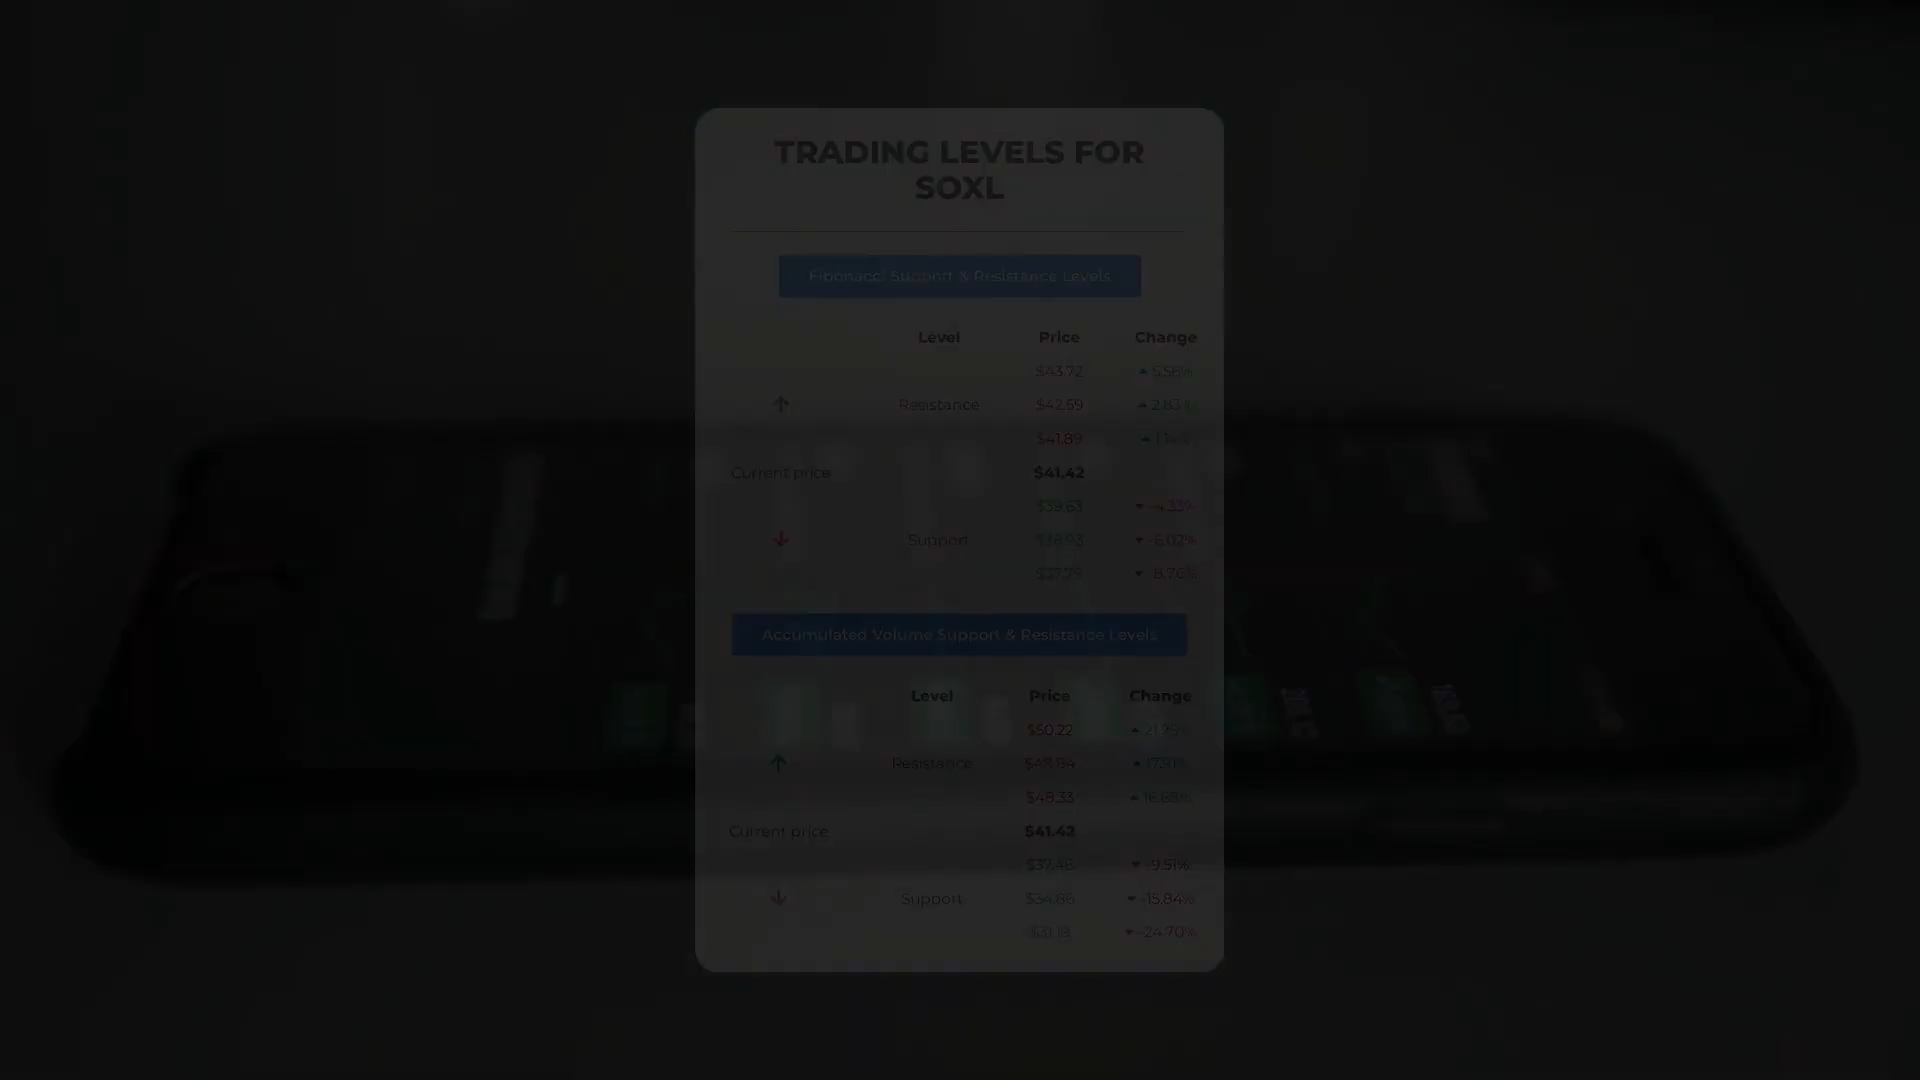 TRADING LEVELS FOR
SOXL
Fibonacci Support & Resistance Levels
Level Price Change
$43.72 5.56%
Resistance $42.59 2.83%
$41.89 1.14%
Current price $41.42
$39.63 -4.33%
Support $38.93 -6.02%
$37.79 -8.76%
Accumulated Volume Support & Resistance Levels
Level Price Change
$50.22 21.25%
Resistance $48.84 17.91%
$48.33 16.68%
Current price $41.42
$37.48 -9.51%
Support $34.86 -15.84%
$31.19 -24.70%